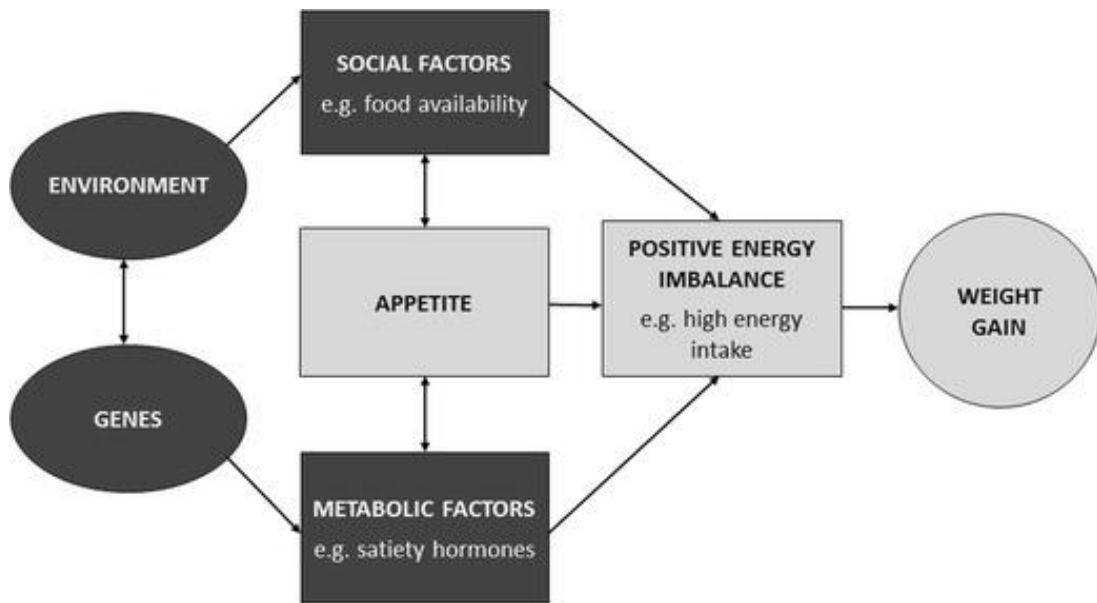 SOCIAL FACTORS
e.g. food availability
ENVIRONMENT
APPETITE
POSITIVE ENERGY
IMBALANCE
e.g. high energy
intake
WEIGHT
GAIN
GENES
METABOLIC FACTORS
e.g. satiety hormones